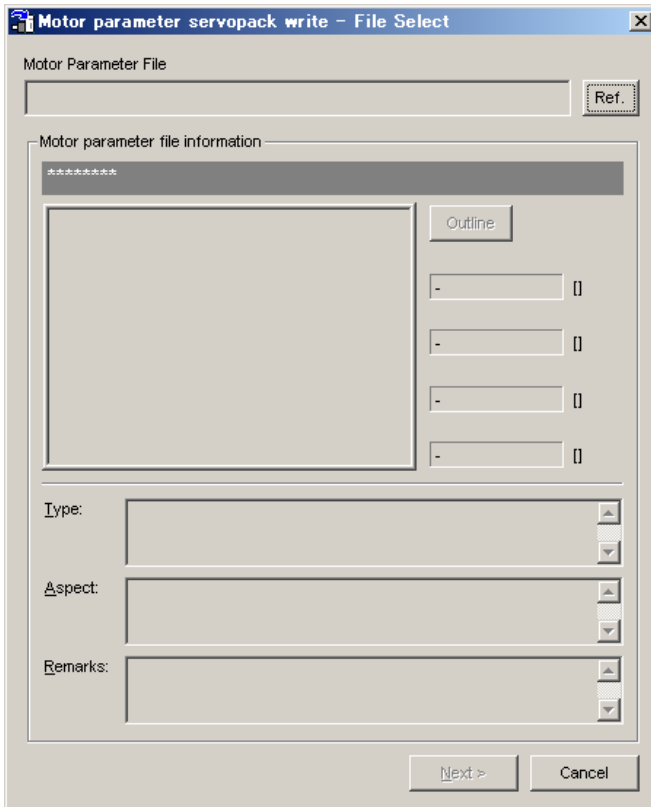 Motor parameter servopack write - File Select
Motor Parameter File
Ref.
Motor parameter file information
********
Outline
- []
- []
- []
- []
Type:
Aspect:
Remarks:
Next >
Cancel